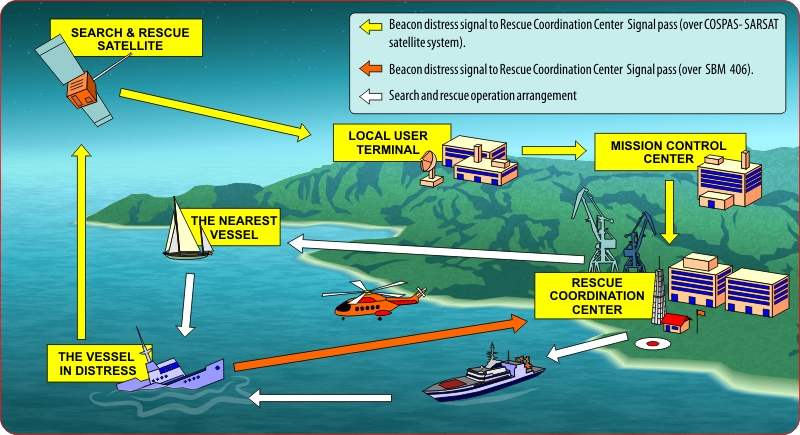 SEARCH & RESCUE
SATELLITE
Beacon distress signal to Rescue Coordination Center Signal pass (over COSPAS- SARSAT
satellite system).
Beacon distress signal to Rescue Coordination Center Signal pass (over SBM 406).
Search and rescue operation arrangement
LOCAL USER
TERMINAL
MISSION CONTROL
CENTER
THE NEAREST
VESSEL
RESCUE
COORDINATION
CENTER
THE VESSEL
IN DISTRESS